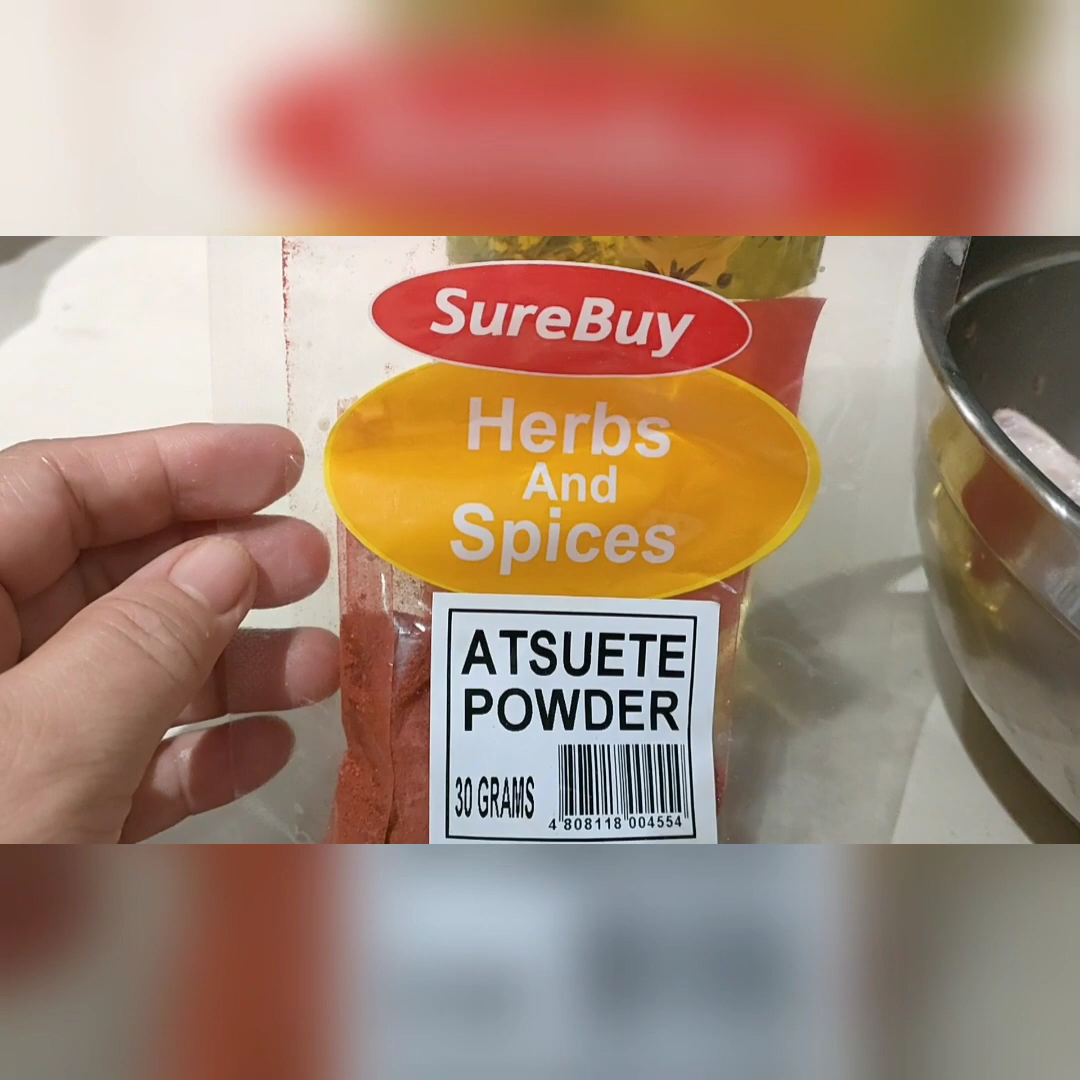 SureBuy
Herbs
And
Spices
ATSUETE
POWDER
30 GRAMS
4 808118 004554